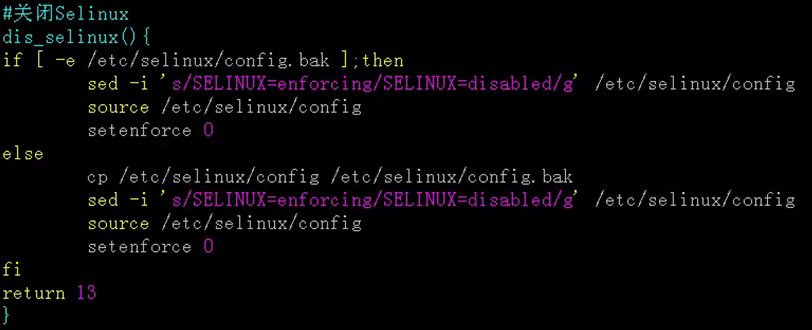 #关闭Selinux
dis_selinux(){
if [ -e /etc/selinux/config.bak ];then
        sed -i 's/SELINUX=enforcing/SELINUX=disabled/g' /etc/selinux/config
        source /etc/selinux/config
        setenforce 0
else
        cp /etc/selinux/config /etc/selinux/config.bak
        sed -i 's/SELINUX=enforcing/SELINUX=disabled/g' /etc/selinux/config
        source /etc/selinux/config
        setenforce 0
fi
return 13
}